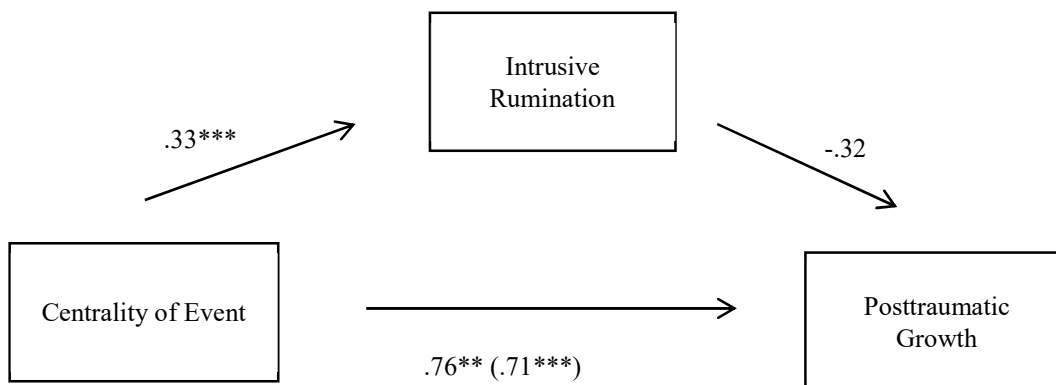 Intrusive
Rumination
.33***
-.32
Centrality of Event
Posttraumatic
Growth
.76** (.71***)